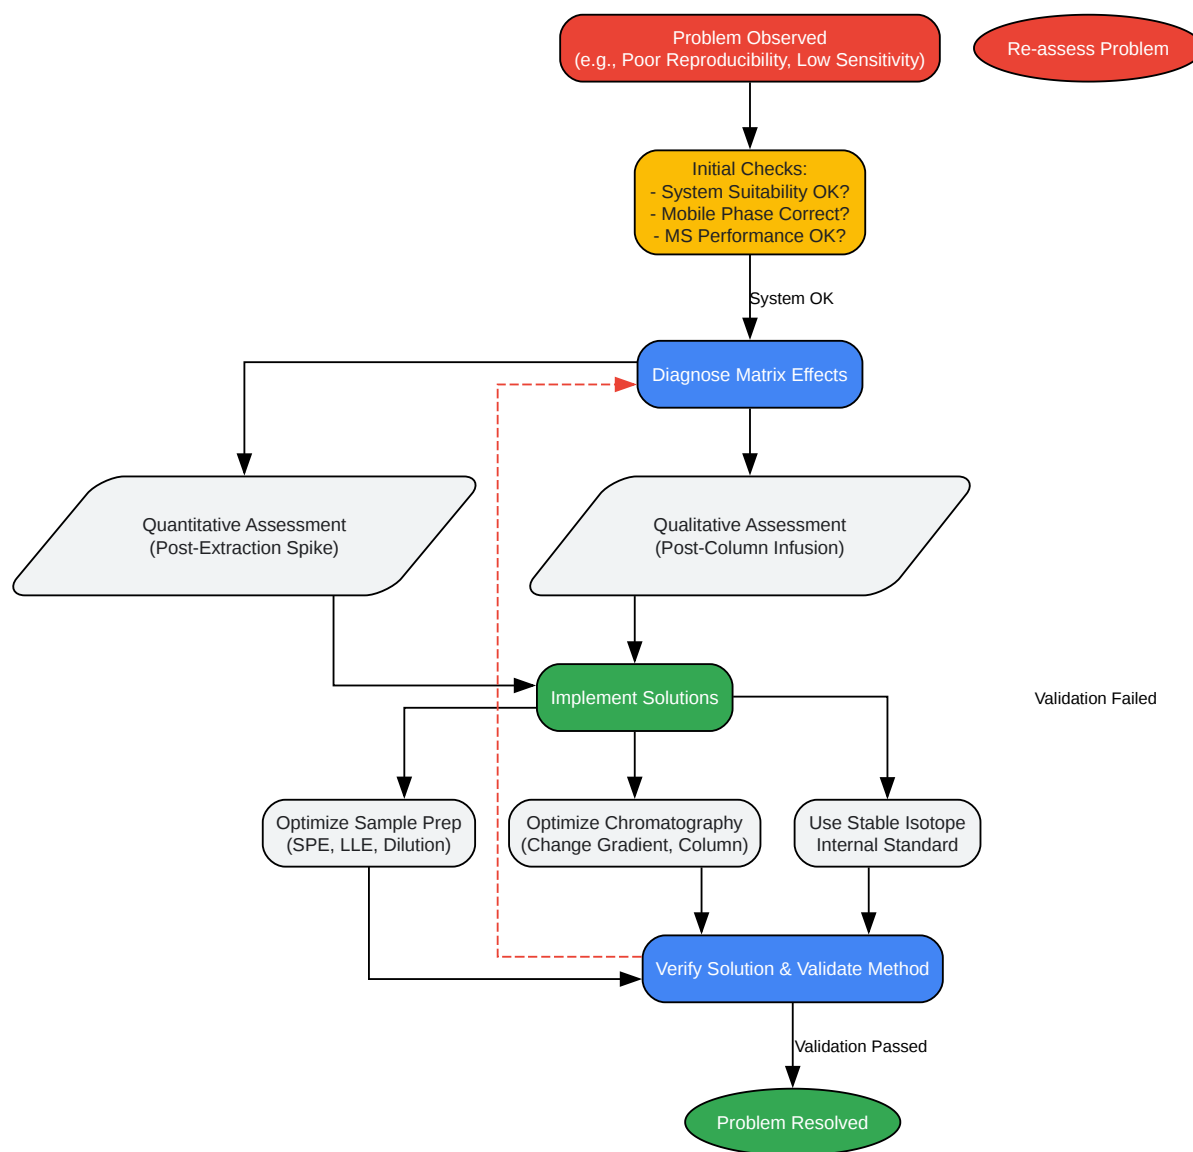 Problem Observed
(e.g., Poor Reproducibility, Low Sensitivity)
Re-assess Problem
Initial Checks:
- System Suitability OK?
- Mobile Phase Correct?
- MS Performance OK?
System OK
Diagnose Matrix Effects
Quantitative Assessment
(Post-Extraction Spike)
Qualitative Assessment
(Post-Column Infusion)
Implement Solutions
Validation Failed
Optimize Sample Prep
(SPE, LLE, Dilution)
Optimize Chromatography
(Change Gradient, Column)
Use Stable Isotope
Internal Standard
Verify Solution & Validate Method
Validation Passed
Problem Resolved